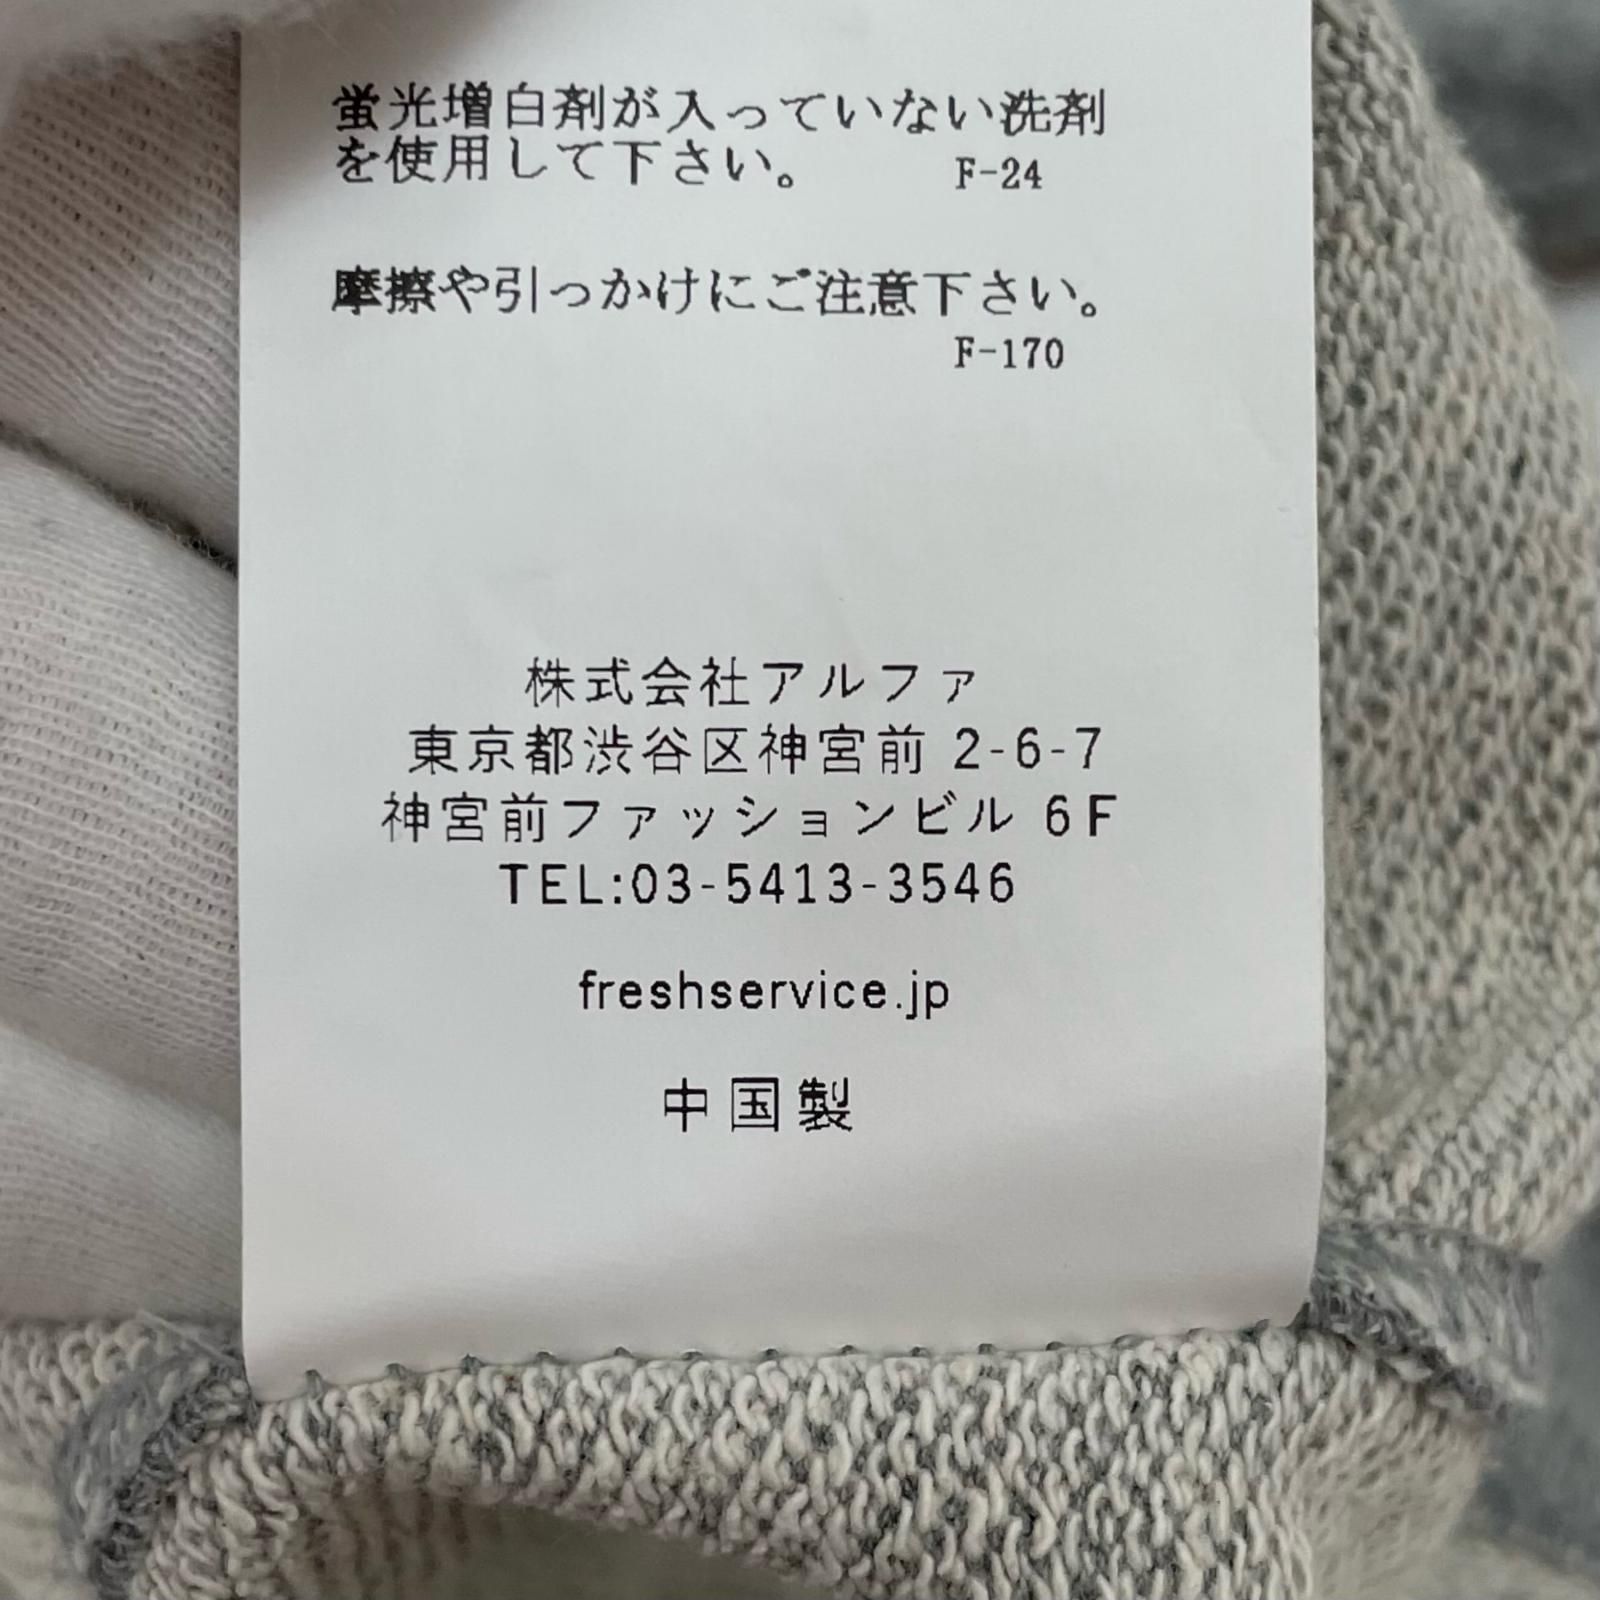 蛍光増白剤が入っていない洗剤
を使用して下さい。 F-24
摩擦や引っかけにご注意下さい。
F-170
株式会社アルファ
東京都渋谷区神宮前 2-6-7
神宮前ファッションビル 6F
TEL:03-5413-3546
freshservice.jp
中国製